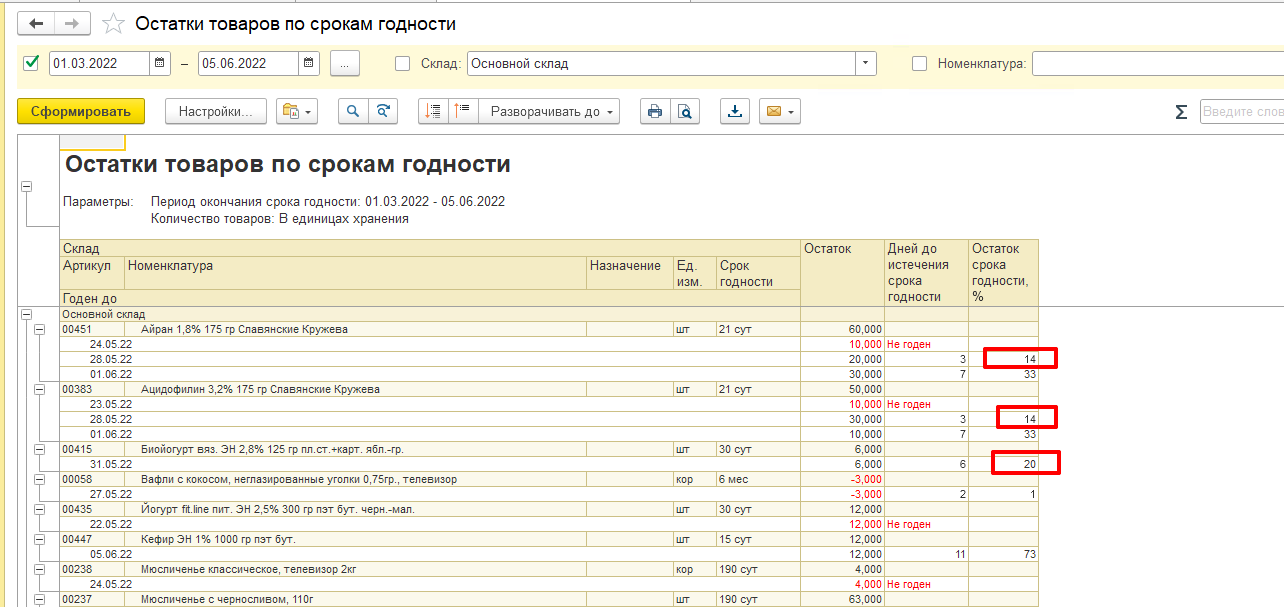 Остатки товаров по срокам годности
01.03.2022 – 05.06.2022 ... Склад: Основной склад Номенклатура:
Сформировать Настройки... Разворачивать до Σ Введите слов
Остатки товаров по срокам годности
Параметры: Период окончания срока годности: 01.03.2022 - 05.06.2022
Количество товаров: В единицах хранения
Склад Остаток Дней до истечения срока годности Остаток срока годности, %
Артикул Номенклатура Назначение Ед. изм. Срок годности
Годен до
Основной склад
00451 Айран 1,8% 175 гр Славянские Кружева шт 21 сут 60,000
24.05.22 10,000 Не годен
28.05.22 20,000 3 14
01.06.22 30,000 7 33
00383 Ацидофилин 3,2% 175 гр Славянские Кружева шт 21 сут 50,000
23.05.22 10,000 Не годен
28.05.22 30,000 3 14
01.06.22 10,000 7 33
00415 Биойогурт вяз. ЭН 2,8% 125 гр пл.ст.+карт. ябл.-гр. шт 30 сут 6,000
31.05.22 6,000 6 20
00058 Вафли с кокосом, неглазированные уголки 0,75гр., телевизор кор 6 мес -3,000
27.05.22 -3,000 2 1
00435 Йогурт fit.line пит. ЭН 2,5% 300 гр пэт бут. черн.-мал. шт 30 сут 12,000
22.05.22 12,000 Не годен
00447 Кефир ЭН 1% 1000 гр пэт бут. шт 15 сут 12,000
05.06.22 12,000 11 73
00238 Мюсличенье классическое, телевизор 2кг кор 190 сут 4,000
24.05.22 4,000 Не годен
00237 Мюсличенье с черносливом, 110г шт 190 сут 63,000